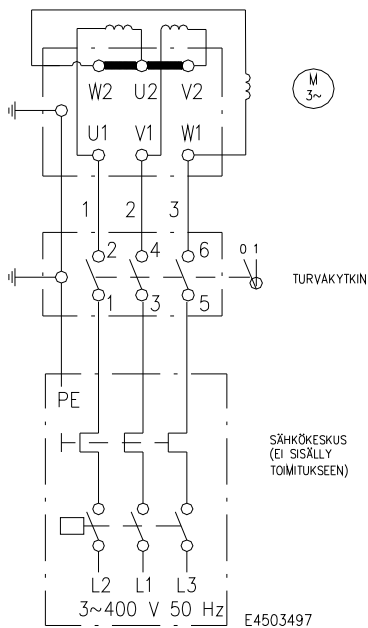 M
3~
W2 U2 V2
U1 V1 W1
1 2 3
2 4 6
0 1
TURVAKYTKIN
1 3 5
PE
SÄHKÖKESKUS
(EI SISÄLLY
TOIMITUKSEEN)
L2 L1 L3
3~400 V 50 Hz
E4503497